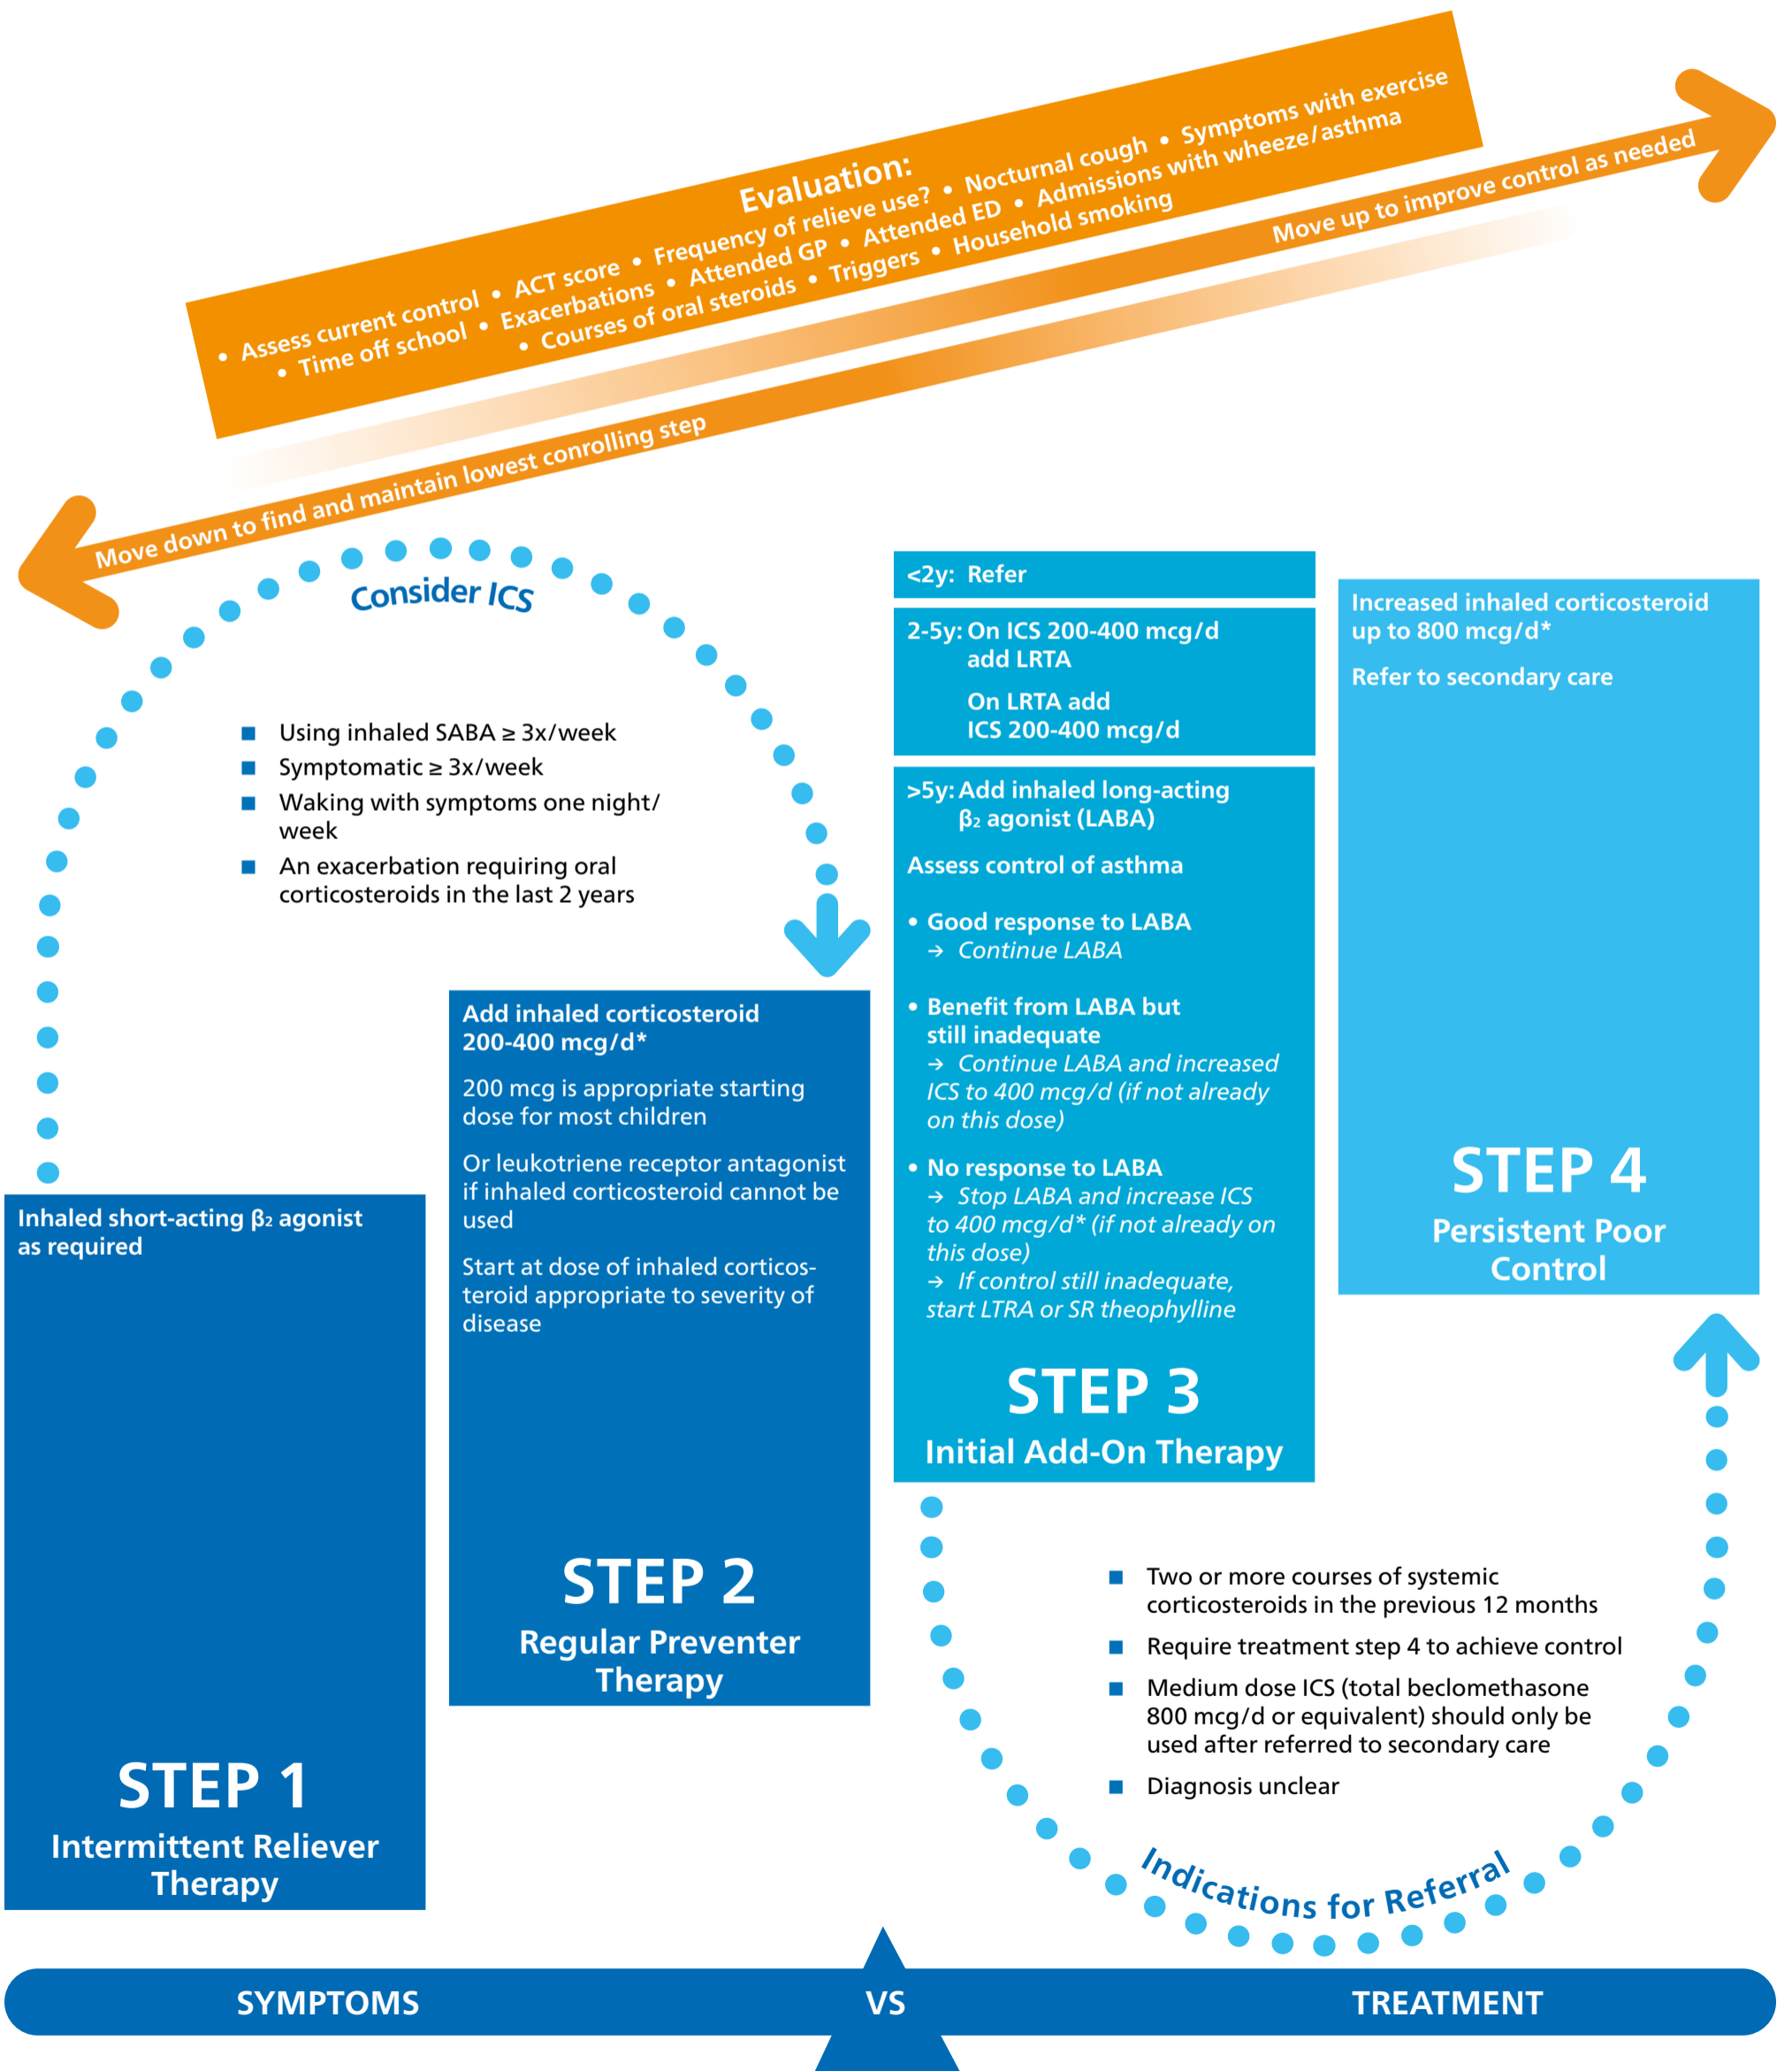 Evaluation:
• Assess current control • ACT score • Frequency of relieve use? • Nocturnal cough • Symptoms with exercise
• Time off school • Exacerbations • Attended GP • Attended ED • Admissions with wheeze/asthma
• Courses of oral steroids • Triggers • Household smoking
Move up to improve control as needed
Move down to find and maintain lowest conrolling step
Consider ICS
■ Using inhaled SABA ≥ 3x/week
■ Symptomatic ≥ 3x/week
■ Waking with symptoms one night/
week
■ An exacerbation requiring oral
corticosteroids in the last 2 years
Inhaled short-acting β₂ agonist
as required
STEP 1
Intermittent Reliever
Therapy
Add inhaled corticosteroid
200-400 mcg/d*
200 mcg is appropriate starting
dose for most children
Or leukotriene receptor antagonist
if inhaled corticosteroid cannot be
used
Start at dose of inhaled corticos-
teroid appropriate to severity of
disease
STEP 2
Regular Preventer
Therapy
<2y: Refer
2-5y: On ICS 200-400 mcg/d
add LRTA
On LRTA add
ICS 200-400 mcg/d
>5y: Add inhaled long-acting
β₂ agonist (LABA)
Assess control of asthma
• Good response to LABA
→ Continue LABA
• Benefit from LABA but
still inadequate
→ Continue LABA and increased
ICS to 400 mcg/d (if not already
on this dose)
• No response to LABA
→ Stop LABA and increase ICS
to 400 mcg/d* (if not already on
this dose)
→ If control still inadequate,
start LTRA or SR theophylline
STEP 3
Initial Add-On Therapy
Increased inhaled corticosteroid
up to 800 mcg/d*
Refer to secondary care
STEP 4
Persistent Poor
Control
■ Two or more courses of systemic
corticosteroids in the previous 12 months
■ Require treatment step 4 to achieve control
■ Medium dose ICS (total beclomethasone
800 mcg/d or equivalent) should only be
used after referred to secondary care
■ Diagnosis unclear
Indications for Referral
SYMPTOMS VS TREATMENT